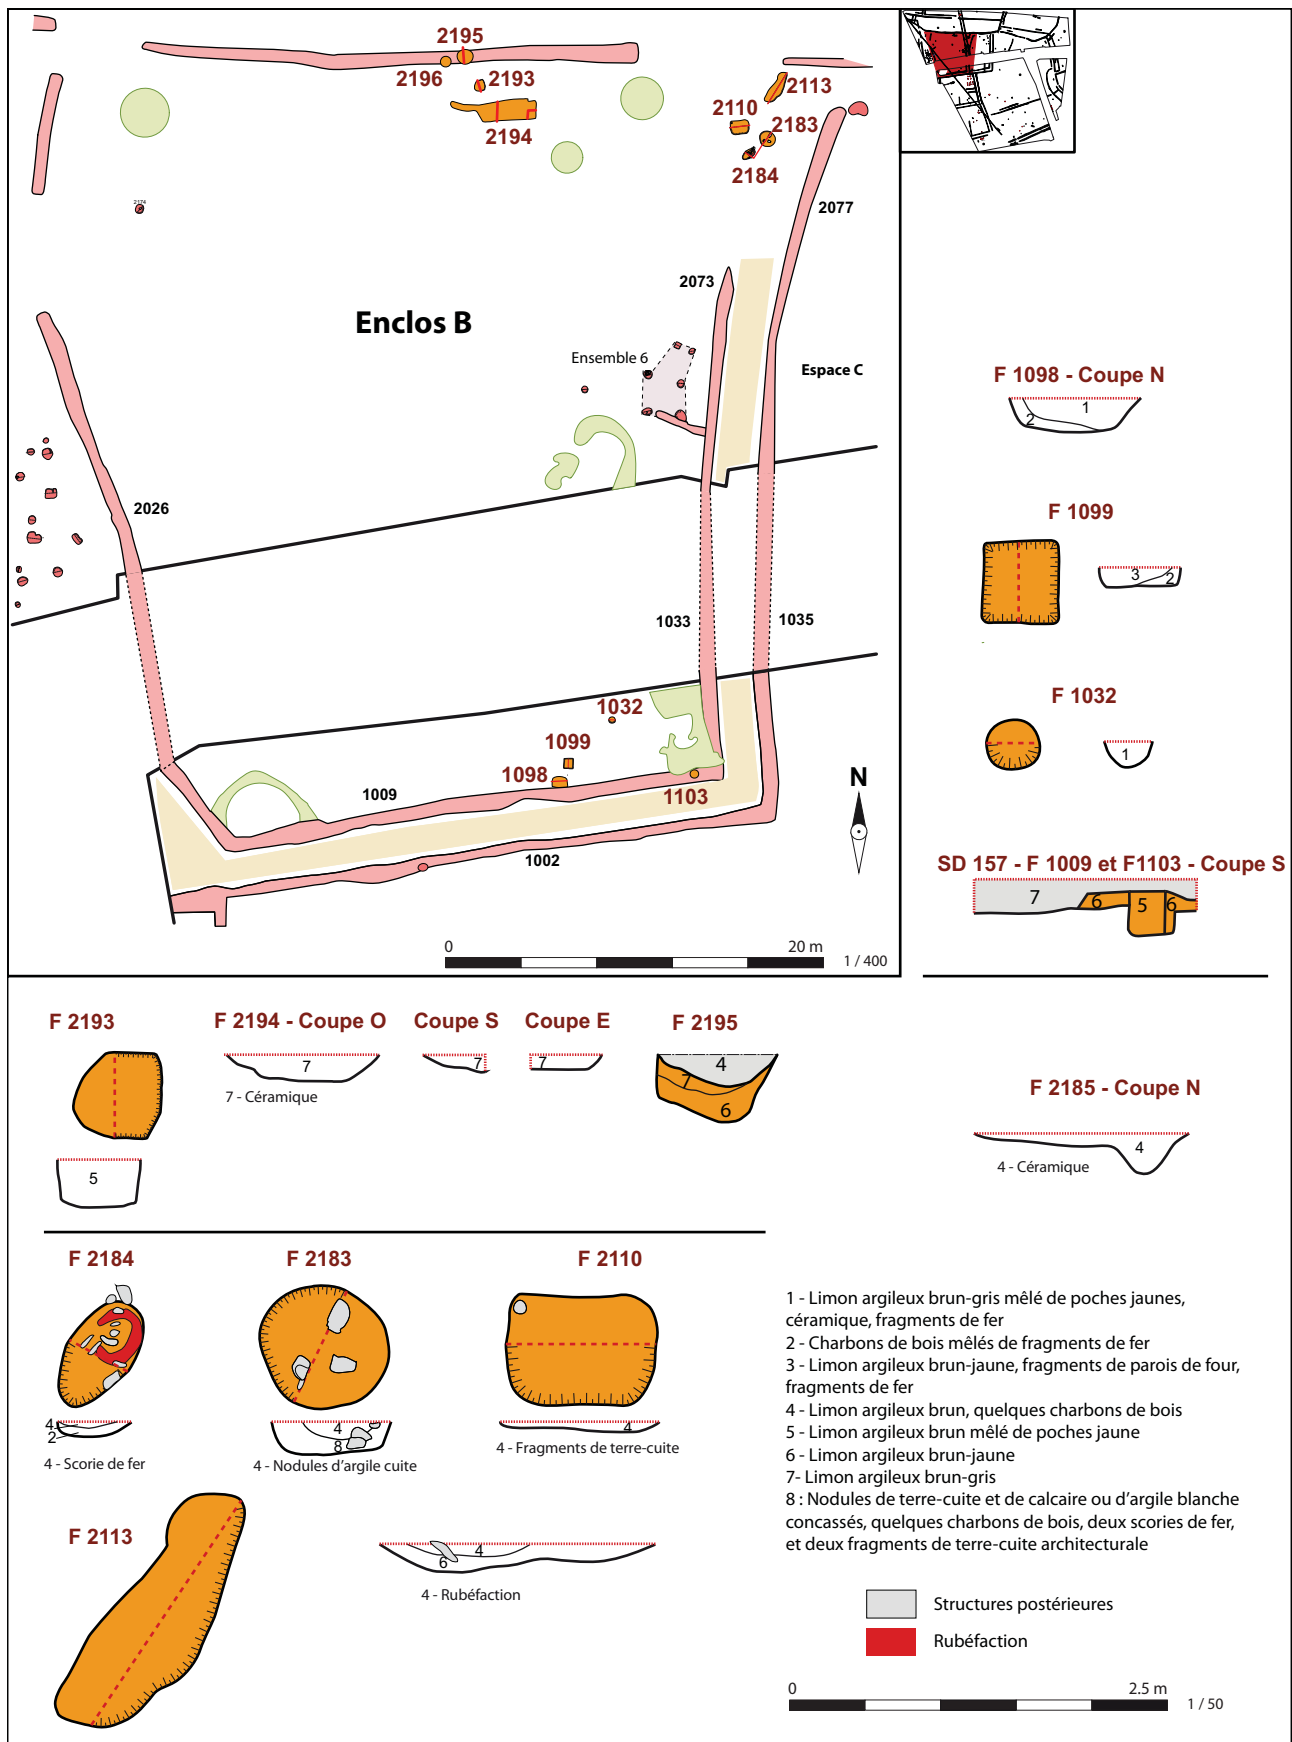 2195
2196
2193
2194
2113
2110
2183
2184
2174
2077
2073
Enclos B
Ensemble 6
Espace C
2026
1033
1035
1032
1099
1098
1009
1103
1002
N
0
20 m
1 / 400
F 1098 - Coupe N
1
2
F 1099
3
2
F 1032
1
SD 157 - F 1009 et F1103 - Coupe S
7
6
5
6
F 2193
5
F 2194 - Coupe O
7
7 - Céramique
Coupe S
7
Coupe E
7
F 2195
4
7
6
F 2185 - Coupe N
4
4 - Céramique
F 2184
4
2
4 - Scorie de fer
F 2183
4
8
4 - Nodules d'argile cuite
F 2110
4
4 - Fragments de terre-cuite
F 2113
4
6
4 - Rubéfaction
1 - Limon argileux brun-gris mêlé de poches jaunes,
céramique, fragments de fer
2 - Charbons de bois mêlés de fragments de fer
3 - Limon argileux brun-jaune, fragments de parois de four,
fragments de fer
4 - Limon argileux brun, quelques charbons de bois
5 - Limon argileux brun mêlé de poches jaune
6 - Limon argileux brun-jaune
7- Limon argileux brun-gris
8 : Nodules de terre-cuite et de calcaire ou d'argile blanche
concassés, quelques charbons de bois, deux scories de fer,
et deux fragments de terre-cuite architecturale
Structures postérieures
Rubéfaction
0
2.5 m
1 / 50